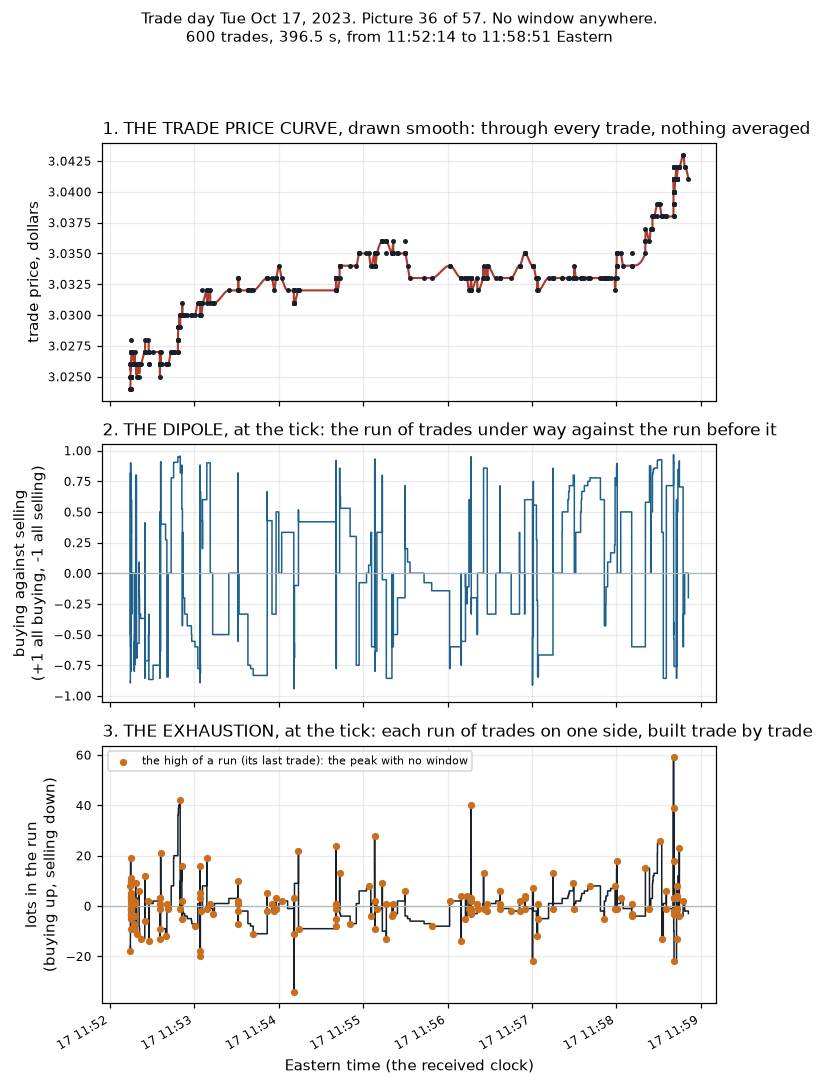 Trade day Tue Oct 17, 2023. Picture 36 of 57. No window anywhere.
600 trades, 396.5 s, from 11:52:14 to 11:58:51 Eastern
1. THE TRADE PRICE CURVE, drawn smooth: through every trade, nothing averaged
trade price, dollars
3.0425
3.0400
3.0375
3.0350
3.0325
3.0300
3.0275
3.0250
2. THE DIPOLE, at the tick: the run of trades under way against the run before it
buying against selling
(+1 all buying, -1 all selling)
1.00
0.75
0.50
0.25
0.00
−0.25
−0.50
−0.75
−1.00
3. THE EXHAUSTION, at the tick: each run of trades on one side, built trade by trade
the high of a run (its last trade): the peak with no window
lots in the run
(buying up, selling down)
60
40
20
0
−20
17 11:52
17 11:53
17 11:54
17 11:55
17 11:56
17 11:57
17 11:58
17 11:59
Eastern time (the received clock)